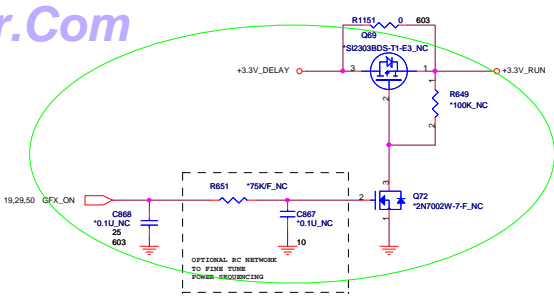 r.Com
R1151 0 603
Q69
*SI2303BDS-T1-E3_NC
+3.3V_DELAY 3 1 +3.3V_RUN
2
1
R649
*100K_NC
2
19,29,50 GFX_ON
R651 *75K/F_NC
3
2
Q72
*2N7002W-7-F_NC
1
C868
*0.1U_NC
25
603
C867
*0.1U_NC
10
OPTIONAL RC NETWORK
TO FINE TUNE
POWER SEQUENCING